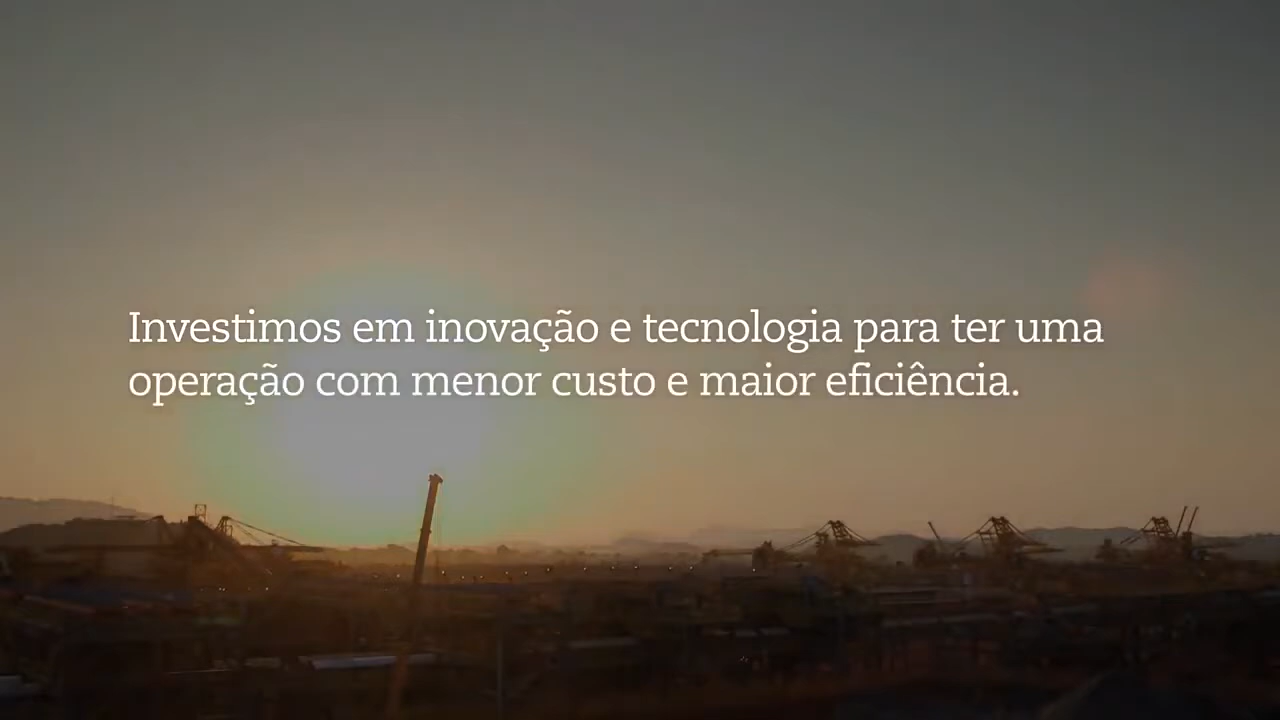 Investimos em inovação e tecnologia para ter uma
operação com menor custo e maior eficiência.